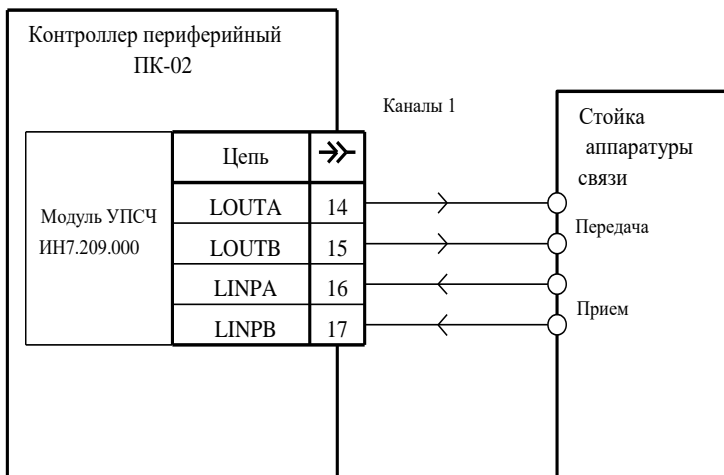 Контроллер периферийный
ПК-02
Каналы 1
Стойка
аппаратуры
связи
Модуль УПСЧ
ИН7.209.000
Цепь
LOUTA 14
LOUTB 15
LINPA 16
LINPB 17
Передача
Прием